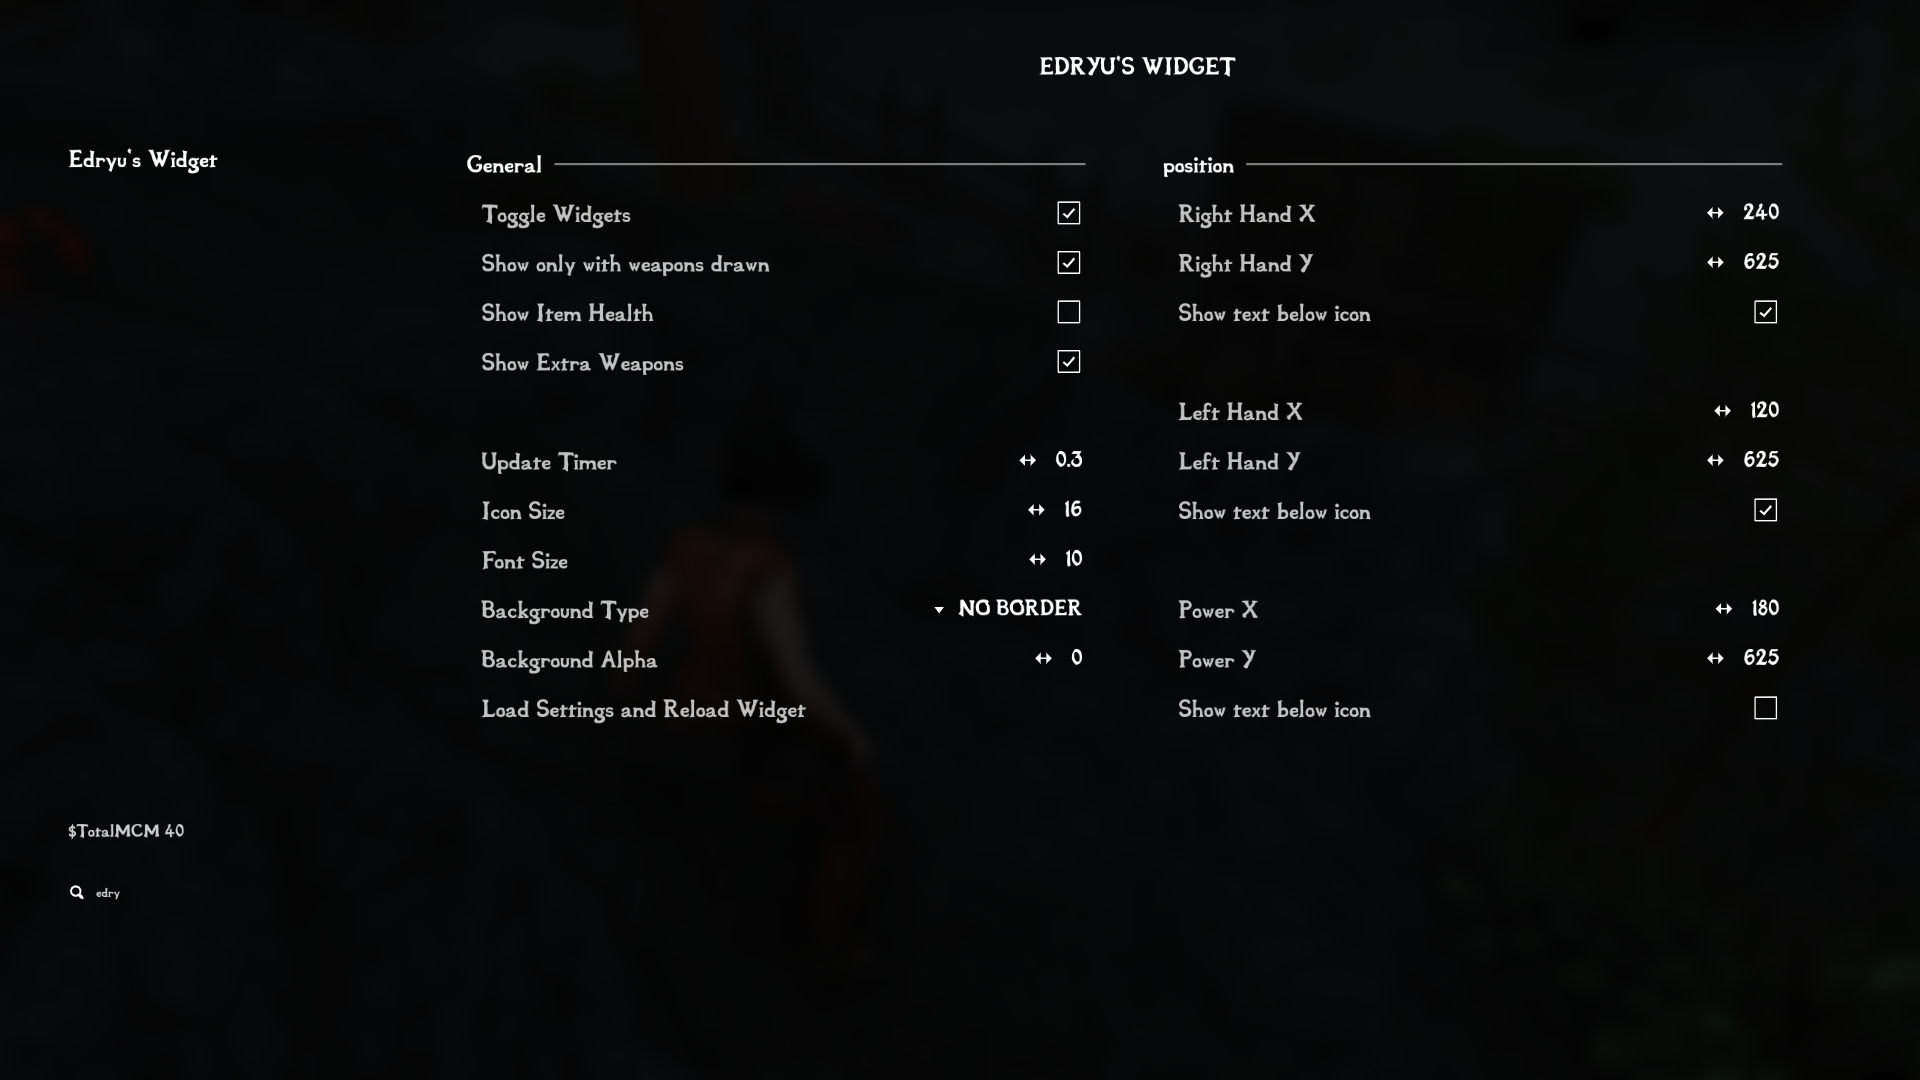 EDRYU'S WIDGET
Edryu's Widget
General
Toggle Widgets
Show only with weapons drawn
Show Item Health
Show Extra Weapons
Update Timer 0.3
Icon Size 16
Font Size 10
Background Type NO BORDER
Background Alpha 0
Load Settings and Reload Widget
position
Right Hand X 240
Right Hand Y 625
Show text below icon
Left Hand X 120
Left Hand Y 625
Show text below icon
Power X 180
Power Y 625
Show text below icon
$TotalMCM 40
edry